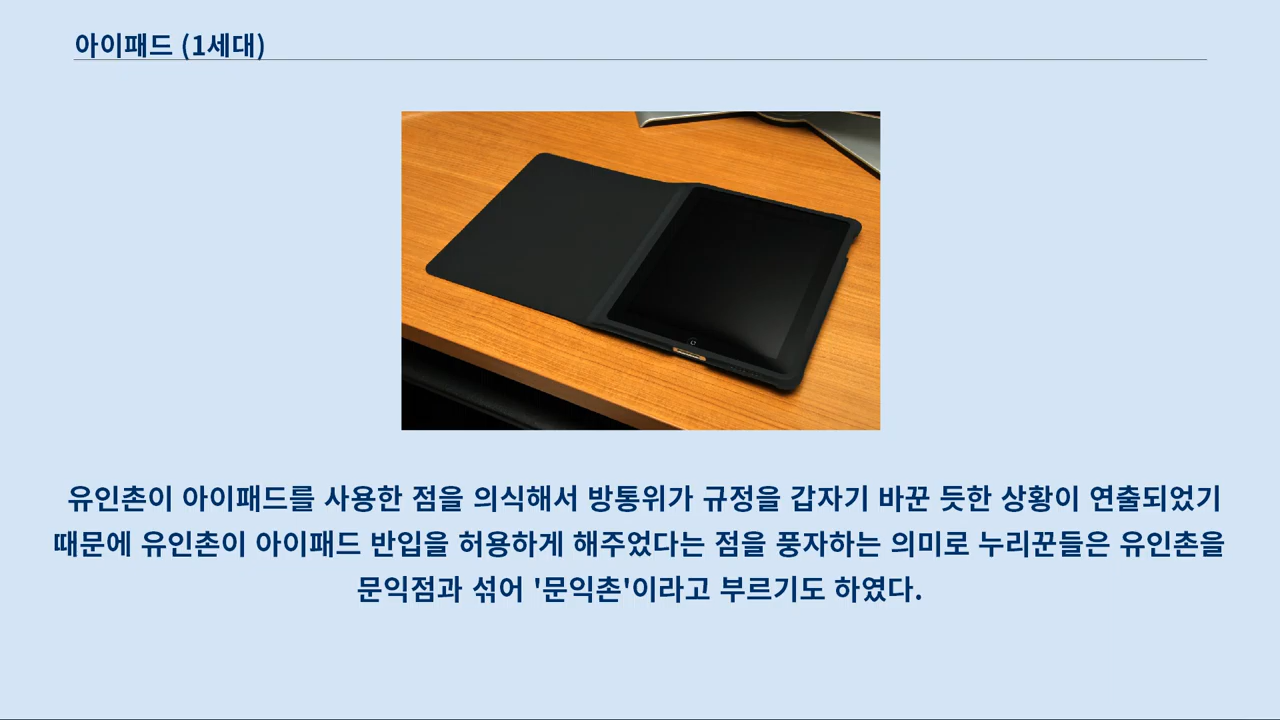 아이패드 (1세대)
유인촌이 아이패드를 사용한 점을 의식해서 방통위가 규정을 갑자기 바꾼 듯한 상황이 연출되었기
때문에 유인촌이 아이패드 반입을 허용하게 해주었다는 점을 풍자하는 의미로 누리꾼들은 유인촌을
문익점과 섞어 '문익촌'이라고 부르기도 하였다.